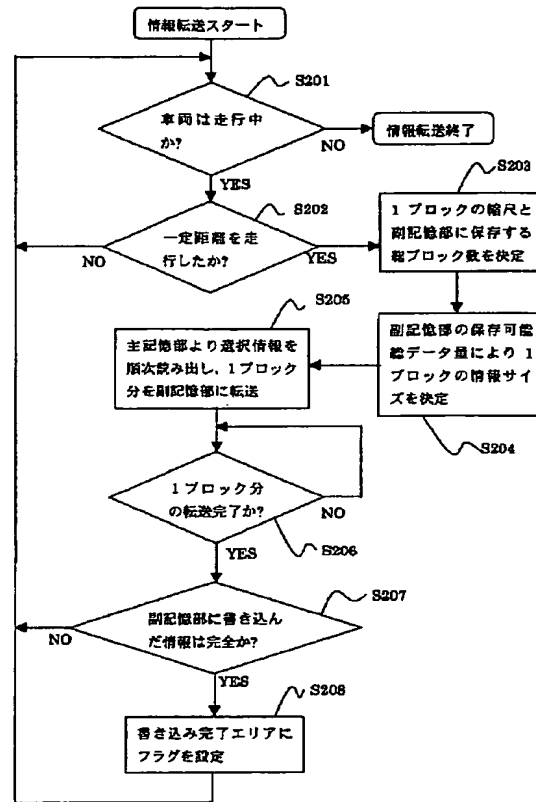 情報転送スタート
S201
車両は走行中
か?
NO
情報転送終了
YES
S202
一定距離を走
行したか?
NO
YES
S203
1ブロックの縮尺と
副記憶部に保存する
総ブロック数を決定
副記憶部の保存可能
総データ量により1
ブロックの情報サイ
ズを決定
S204
S205
主記憶部より選択情報を
順次読み出し、1ブロック
分を副記憶部に転送
1ブロック分
の転送完了か?
NO
S206
YES
S207
副記憶部に書き込ん
だ情報は完全か?
NO
YES
S208
書き込み完了エリアに
フラグを設定